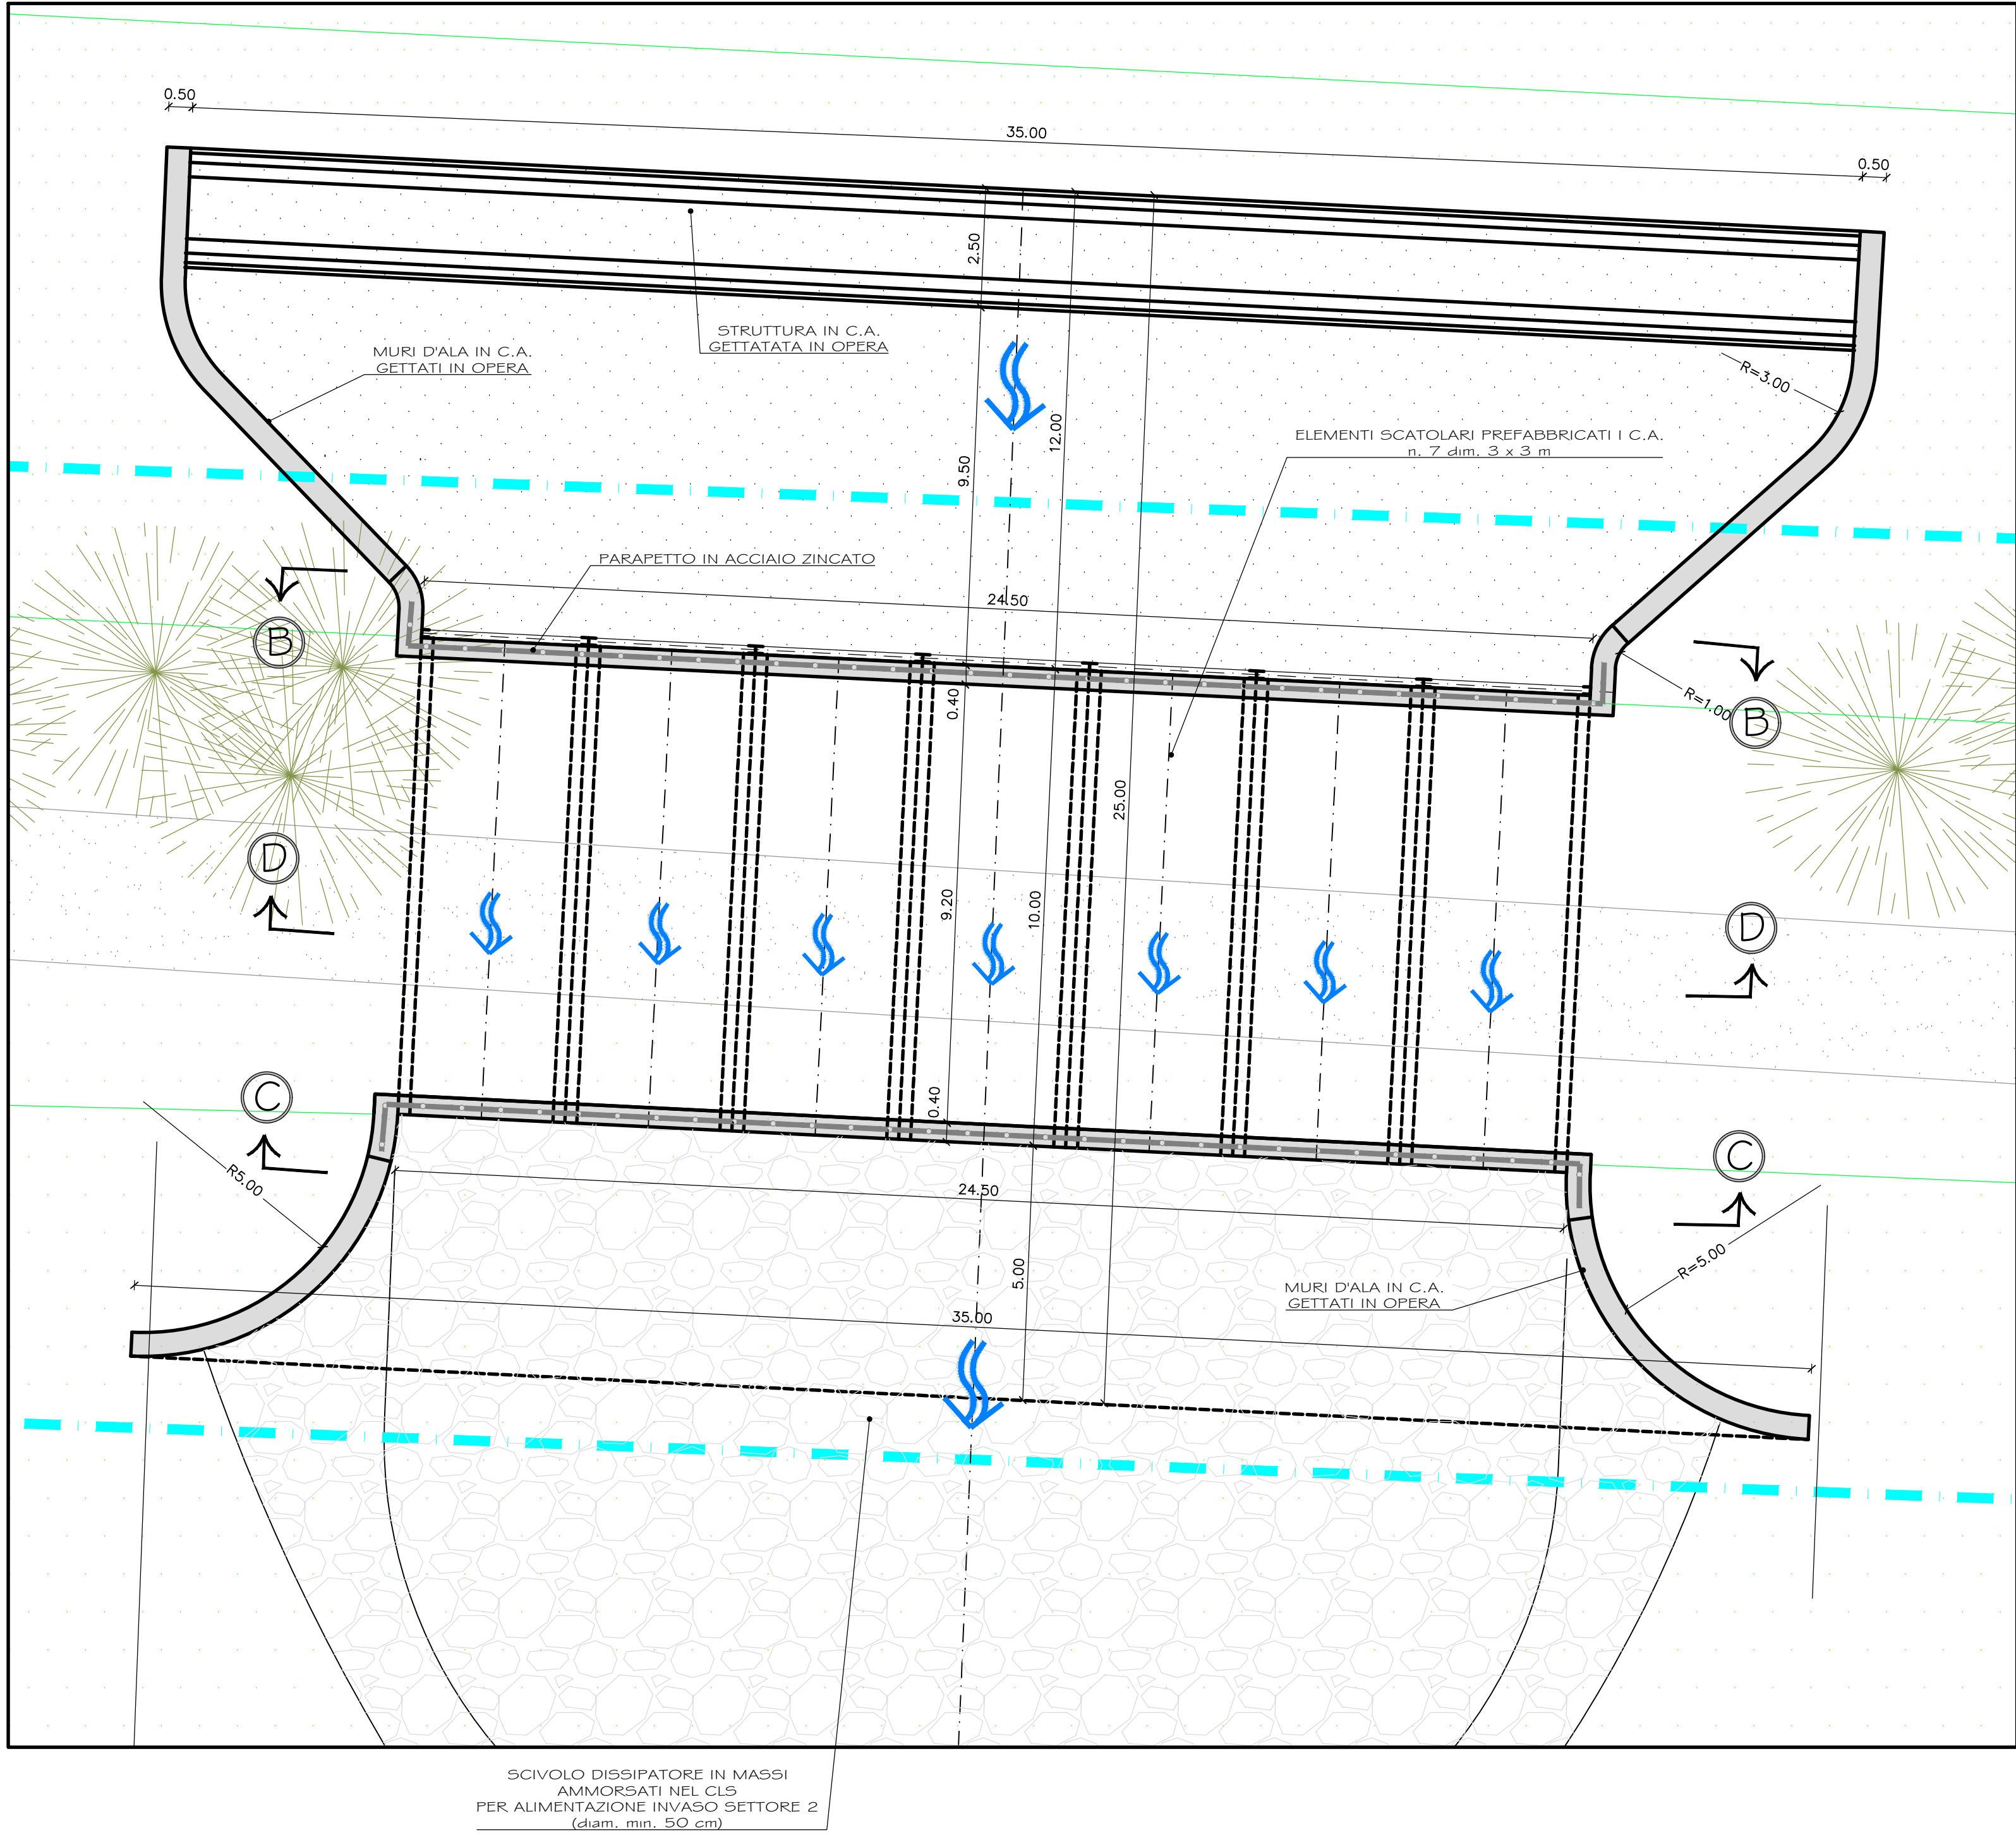 0.50
35.00
0.50
2.50
STRUTTURA IN C.A.
GETTATATA IN OPERA
MURI D'ALA IN C.A.
GETTATI IN OPERA
R=3.00
12.00
9.50
ELEMENTI SCATOLARI PREFABBRICATI I C.A.
n. 7 dim. 3 x 3 m
PARAPETTO IN ACCIAIO ZINCATO
24.50
B
B
R=1.00
0.40
25.00
D
D
9.20
10.00
C
C
0.40
R5.00
24.50
5.00
R=5.00
MURI D'ALA IN C.A.
GETTATI IN OPERA
35.00
SCIVOLO DISSIPATORE IN MASSI
AMMORSATI NEL CLS
PER ALIMENTAZIONE INVASO SETTORE 2
(diam. min. 50 cm)